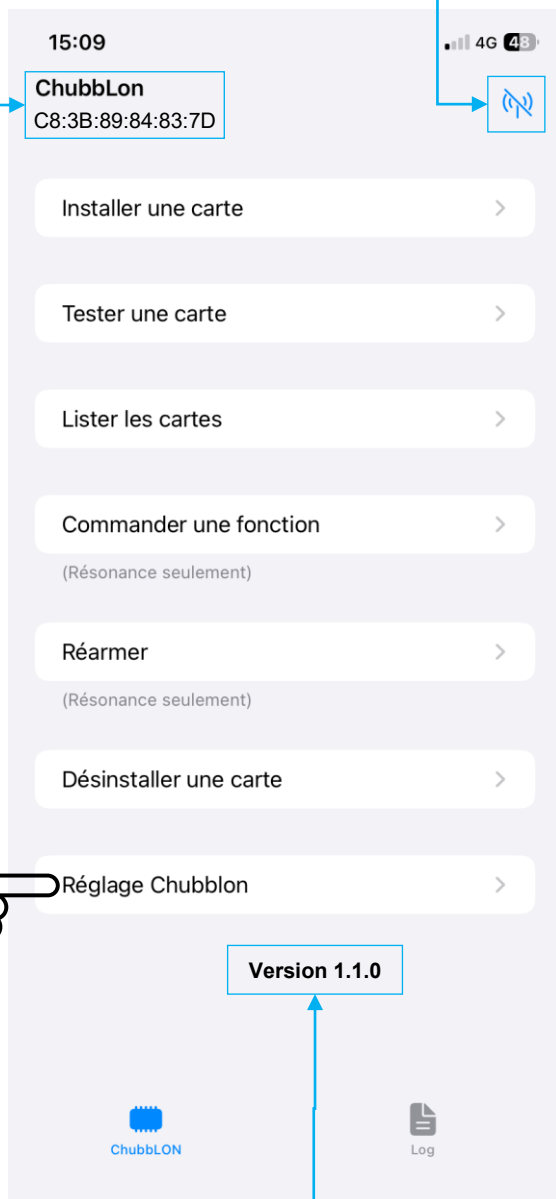 15:09 4G 48
ChubbLon
C8:3B:89:84:83:7D
Installer une carte
Tester une carte
Lister les cartes
Commander une fonction
(Résonance seulement)
Réarmer
(Résonance seulement)
Désinstaller une carte
Réglage Chubblon
Version 1.1.0
ChubbLON Log